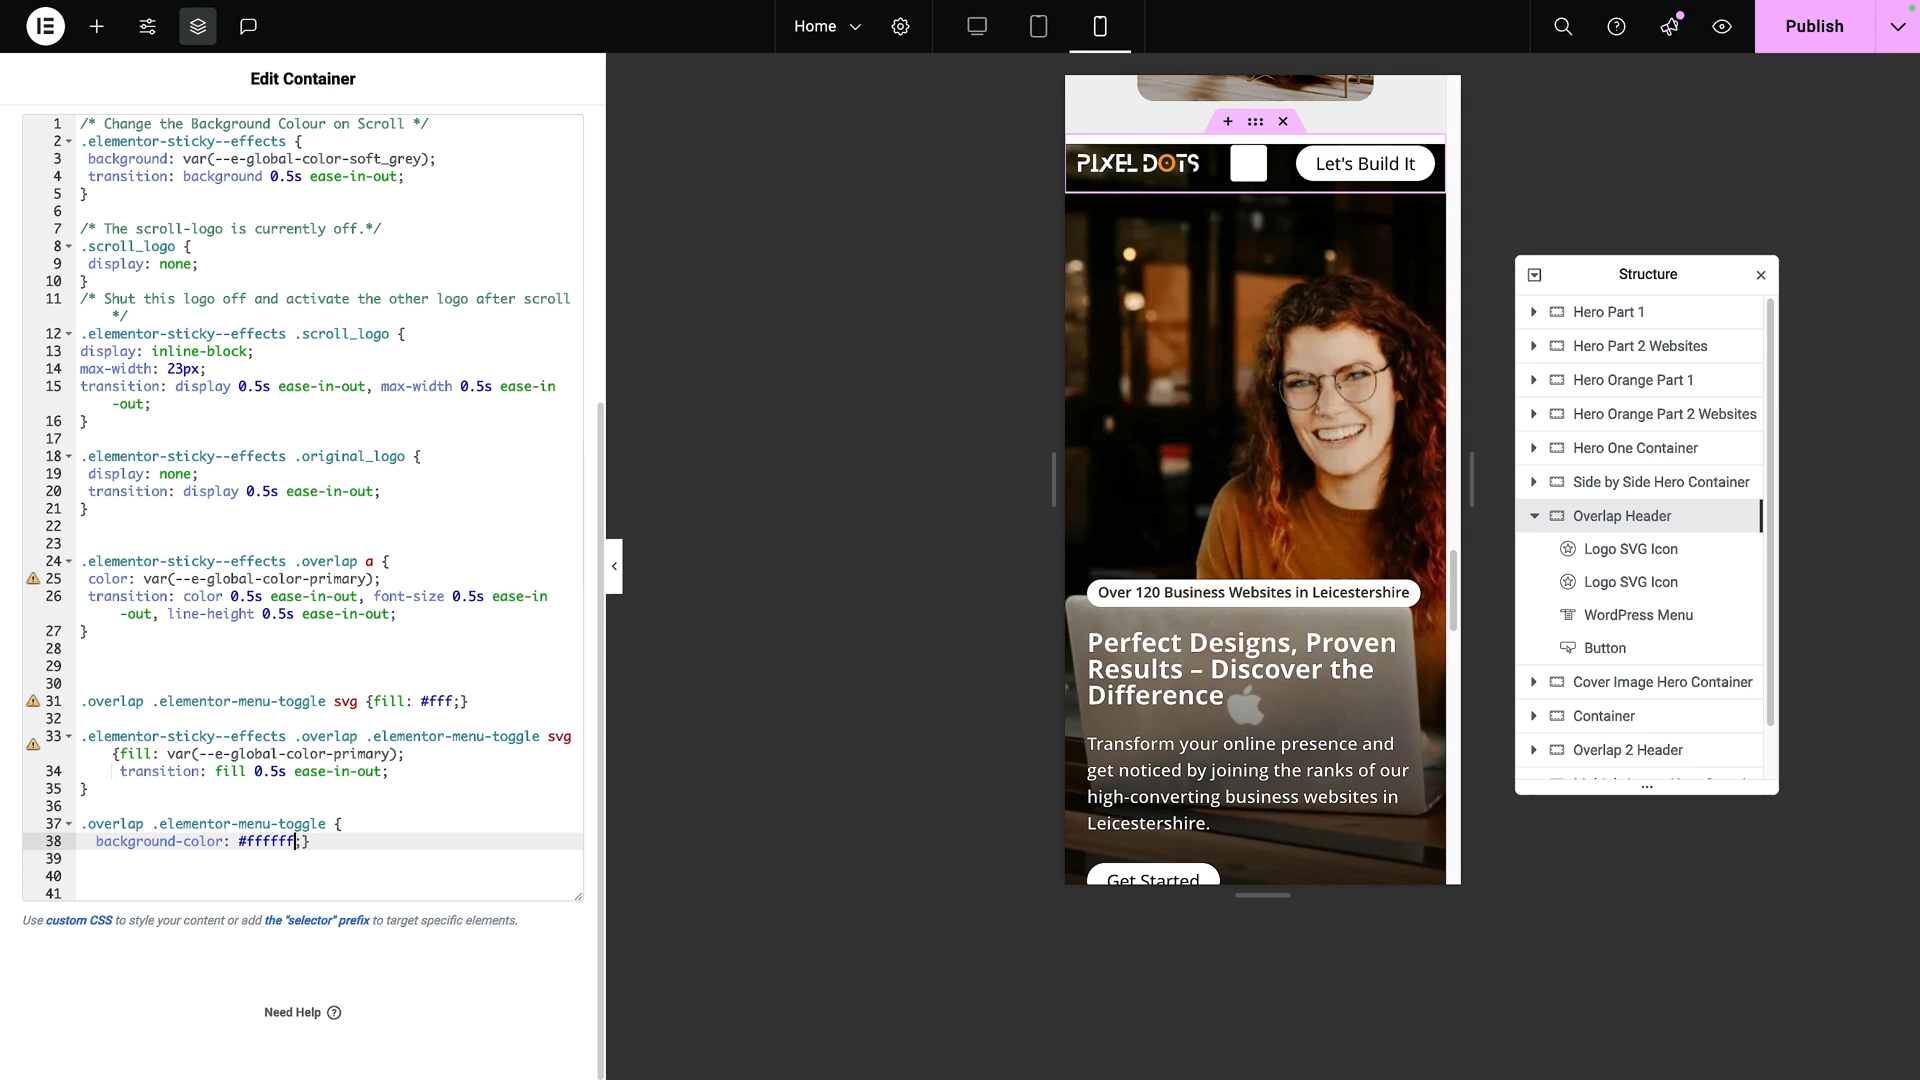 Home
Publish
Edit Container
1 /* Change the Background Colour on Scroll */
2 .elementor-sticky--effects {
3 background: var(--e-global-color-soft_grey);
4 transition: background 0.5s ease-in-out;
5 }
6
7 /* The scroll-logo is currently off.*/
8 .scroll_logo {
9 display: none;
10 }
11 /* Shut this logo off and activate the other logo after scroll
*/
12 .elementor-sticky--effects .scroll_logo {
13 display: inline-block;
14 max-width: 23px;
15 transition: display 0.5s ease-in-out, max-width 0.5s ease-in
-out;
16 }
17
18 .elementor-sticky--effects .original_logo {
19 display: none;
20 transition: display 0.5s ease-in-out;
21 }
22
23
24 .elementor-sticky--effects .overlap a {
25 color: var(--e-global-color-primary);
26 transition: color 0.5s ease-in-out, font-size 0.5s ease-in
-out, line-height 0.5s ease-in-out;
27 }
28
29
30
31 .overlap .elementor-menu-toggle svg {fill: #fff;}
32
33 .elementor-sticky--effects .overlap .elementor-menu-toggle svg
{fill: var(--e-global-color-primary);
34 transition: fill 0.5s ease-in-out;
35 }
36
37 .overlap .elementor-menu-toggle {
38 background-color: #ffffff;}
39
40
41
Use custom CSS to style your content or add the "selector" prefix to target specific elements.
Need Help
PIXEL DOTS
Let's Build It
Over 120 Business Websites in Leicestershire
Perfect Designs, Proven
Results – Discover the
Difference
Transform your online presence and
get noticed by joining the ranks of our
high-converting business websites in
Leicestershire.
Get Started
Structure
Hero Part 1
Hero Part 2 Websites
Hero Orange Part 1
Hero Orange Part 2 Websites
Hero One Container
Side by Side Hero Container
Overlap Header
Logo SVG Icon
Logo SVG Icon
WordPress Menu
Button
Cover Image Hero Container
Container
Overlap 2 Header